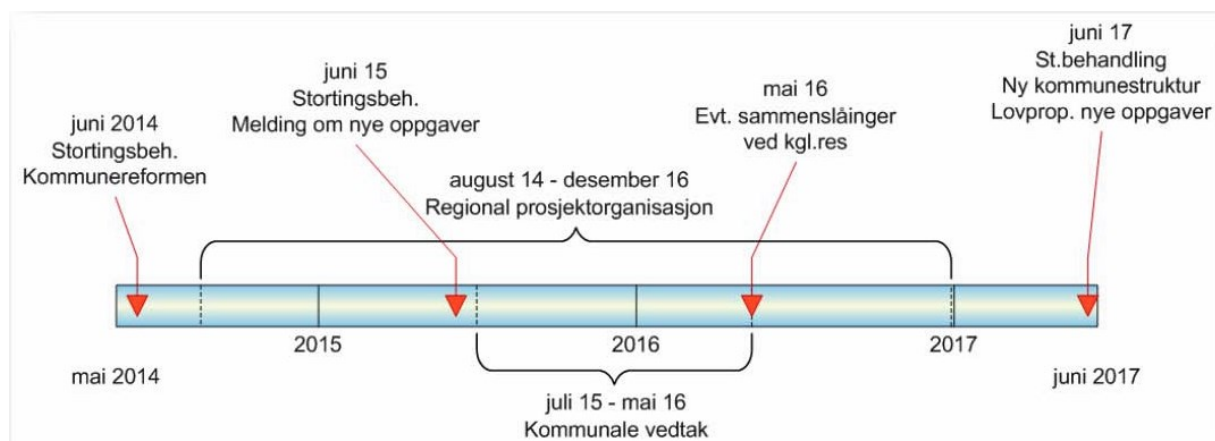 juni 2014
Stortingsbeh.
Kommunereformen
juni 15
Stortingsbeh.
Melding om nye oppgaver
august 14 - desember 16
Regional prosjektorganisasjon
mai 16
Evt. sammenslåinger
ved kgl.res
juni 17
St.behandling
Ny kommunestruktur
Lovprop. nye oppgaver
2015
2016
2017
mai 2014
juni 2017
juli 15 - mai 16
Kommunale vedtak